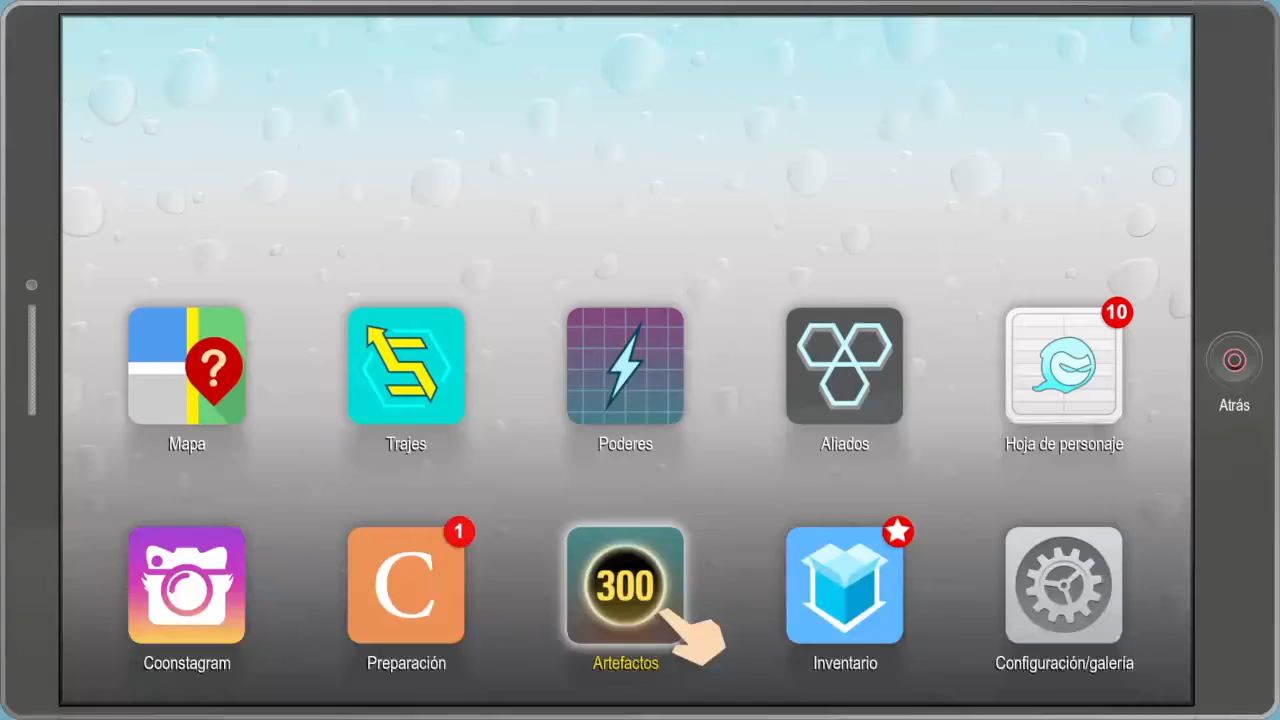 ?
10
Mapa
Trajes
Poderes
Aliados
Hoja de personaje
Atrás
C
1
300
Coonstagram
Preparación
Artefactos
Inventario
Configuración/galería